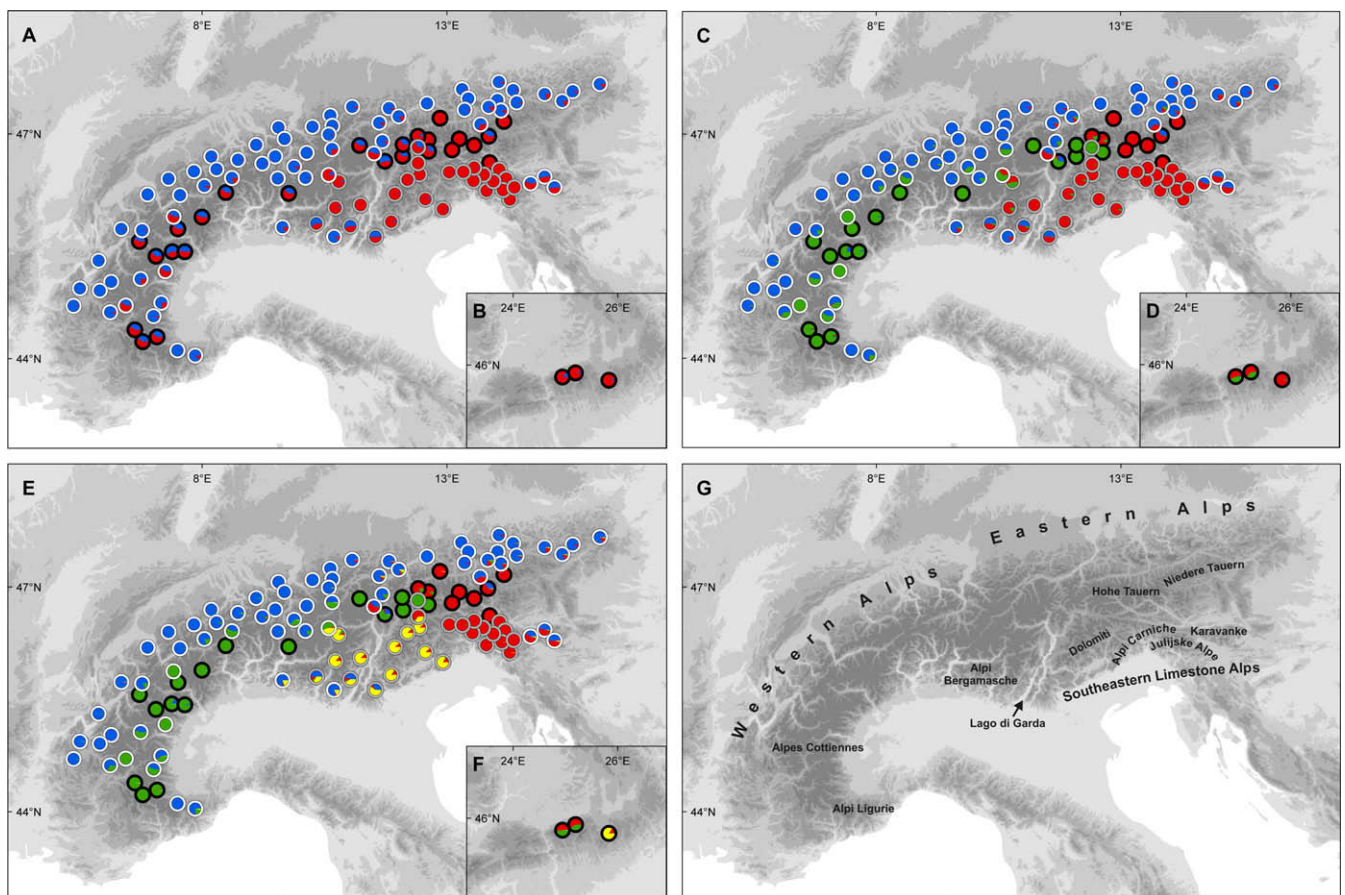 A
8°E
13°E
47°N
44°N
B
24°E
26°E
46°N
C
8°E
13°E
47°N
44°N
D
24°E
26°E
46°N
E
8°E
13°E
47°N
44°N
F
24°E
26°E
46°N
G
8°E
13°E
47°N
44°N
Eastern Alps
Western Alps
Niedere Tauern
Hohe Tauern
Dolomiti
Alpi Carniche
Karavanke
Julijske Alpe
Alpi
Bergamasche
Southeastern Limestone Alps
Lago di Garda
Alpes Cottiennes
Alpi Ligurie